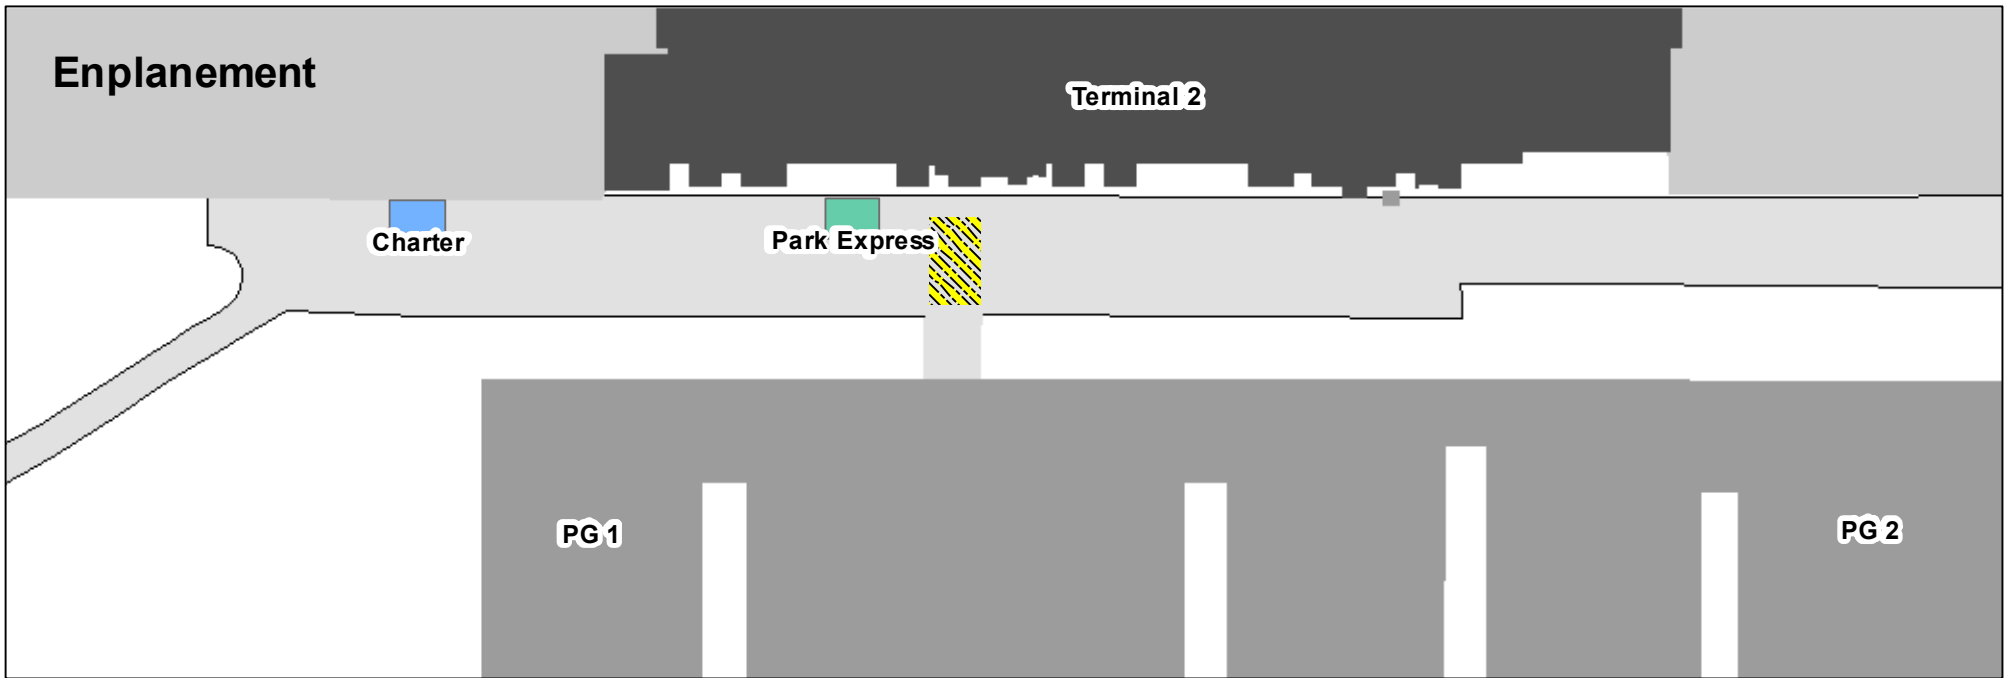 Enplanement
Terminal 2
Charter
Park Express
PG 1
PG 2